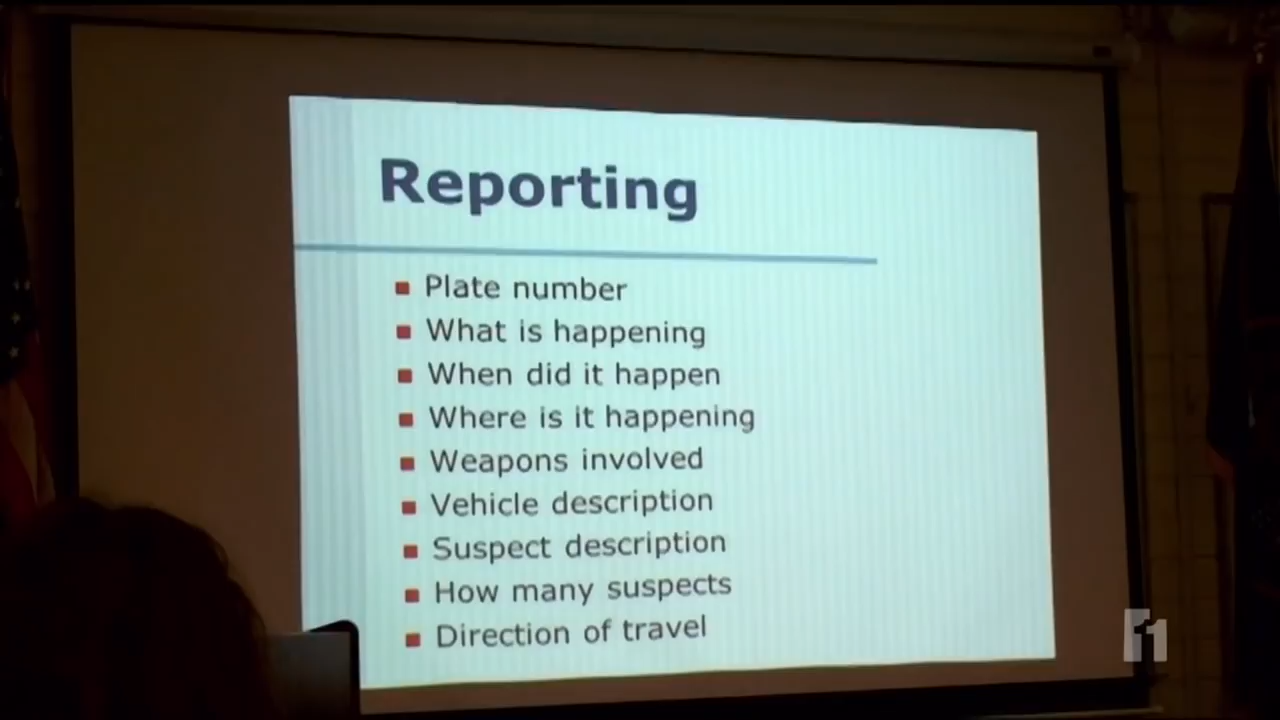 Reporting
Plate number
What is happening
When did it happen
Where is it happening
Weapons involved
Vehicle description
Suspect description
How many suspects
Direction of travel
11